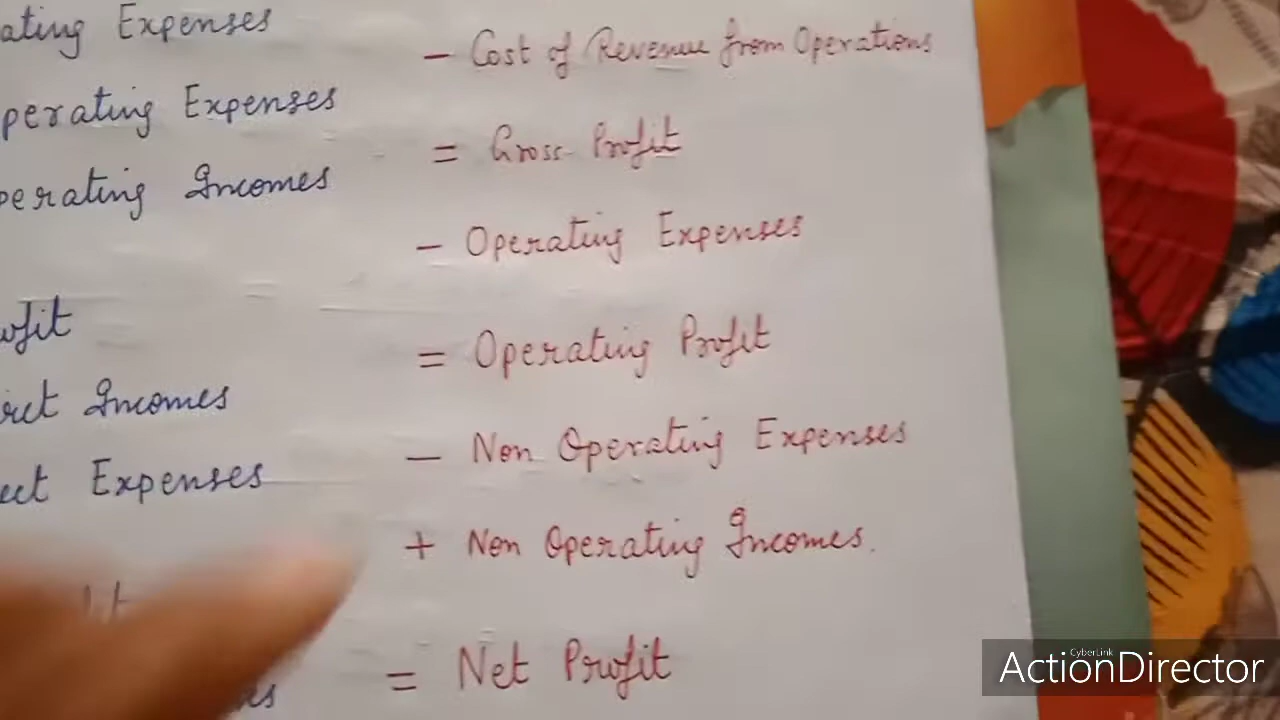 ating Expenses
perating Expenses
perating Incomes
ofit
rect Incomes
ect Expenses
– Cost of Revenue from Operations
= Gross Profit
– Operating Expenses
= Operating Profit
– Non Operating Expenses
+ Non Operating Incomes.
= Net Profit
CyberLink
ActionDirector